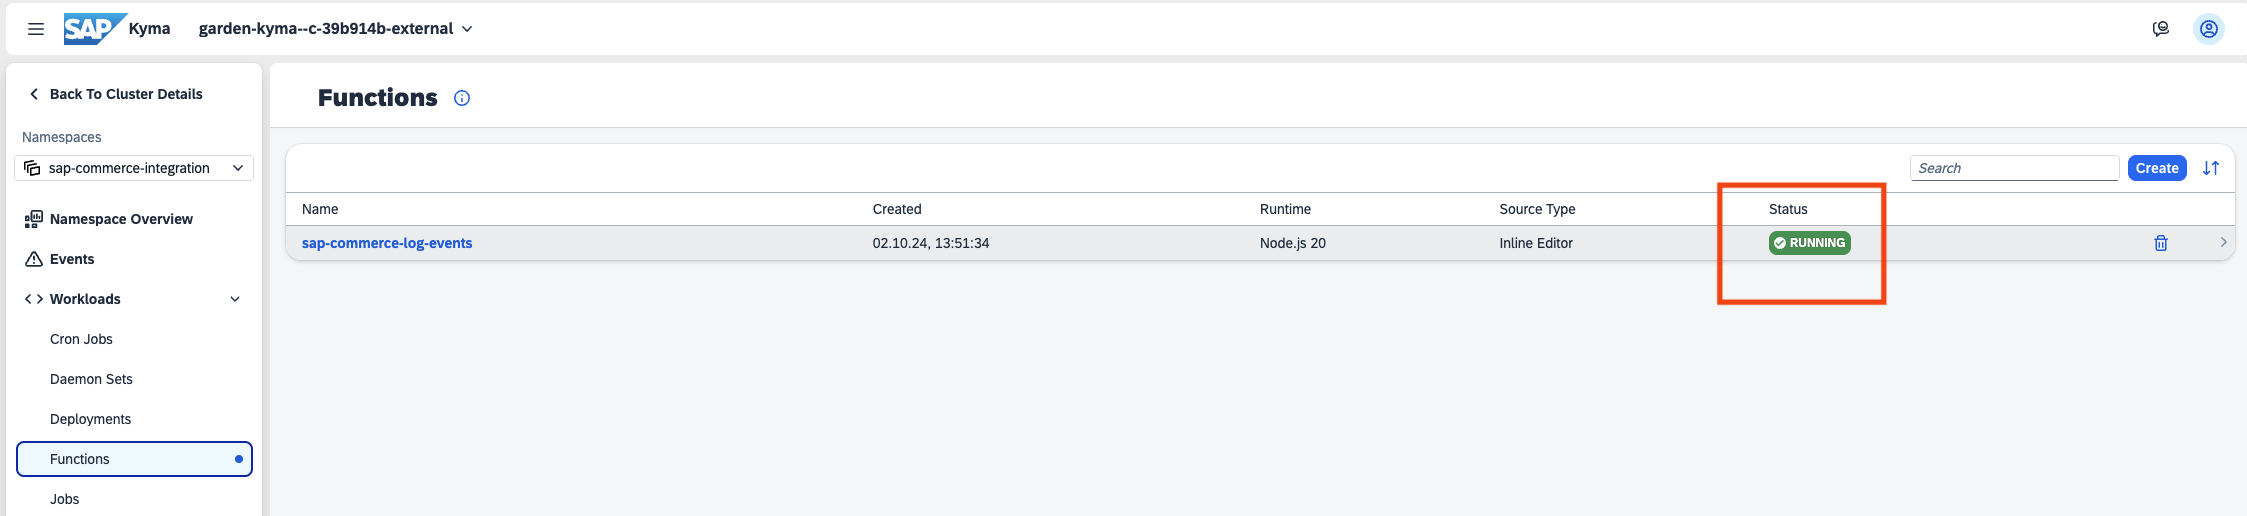 SAP Kyma garden-kyma--c-39b914b-external
Back To Cluster Details
Namespaces
sap-commerce-integration
Namespace Overview
Events
Workloads
Cron Jobs
Daemon Sets
Deployments
Functions
Jobs
Functions
Search Create
Name Created Runtime Source Type Status
sap-commerce-log-events 02.10.24, 13:51:34 Node.js 20 Inline Editor RUNNING